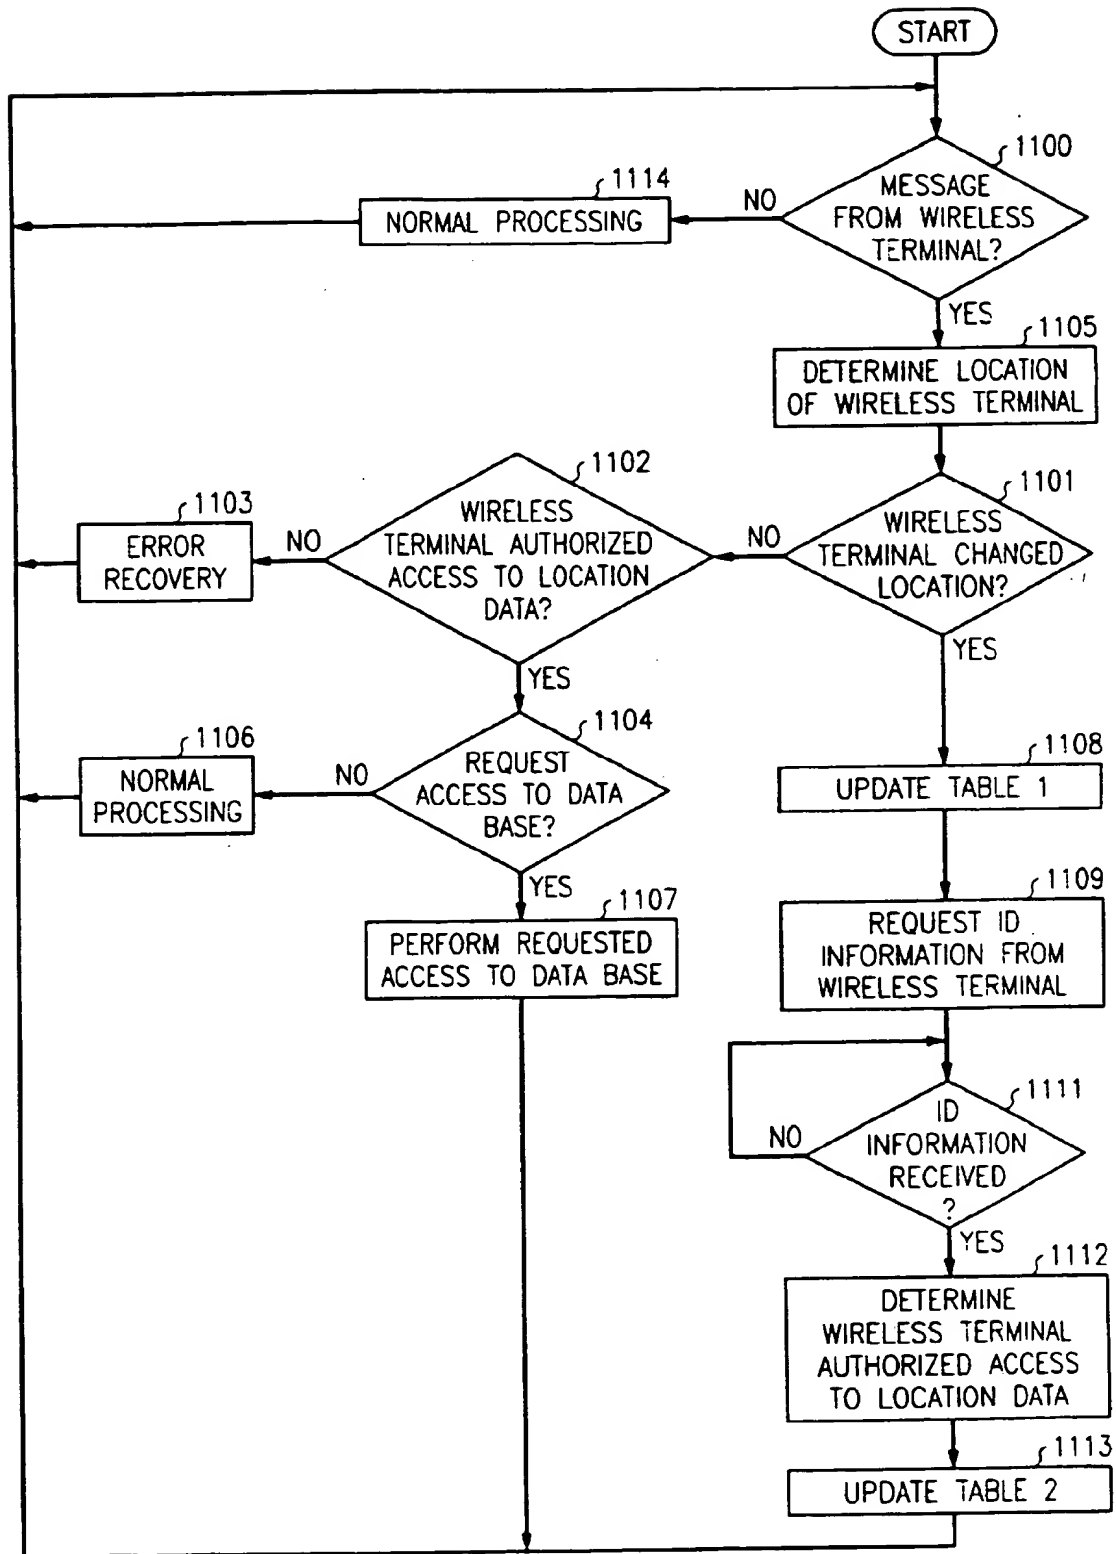 START
1100
MESSAGE
FROM WIRELESS
TERMINAL?
NO
1114
NORMAL PROCESSING
YES
1105
DETERMINE LOCATION
OF WIRELESS TERMINAL
1101
WIRELESS
TERMINAL CHANGED
LOCATION?
NO
1102
WIRELESS
TERMINAL AUTHORIZED
ACCESS TO LOCATION
DATA?
NO
1103
ERROR
RECOVERY
YES
YES
1104
REQUEST
ACCESS TO DATA
BASE?
NO
1106
NORMAL
PROCESSING
1108
UPDATE TABLE 1
YES
1107
PERFORM REQUESTED
ACCESS TO DATA BASE
1109
REQUEST ID
INFORMATION FROM
WIRELESS TERMINAL
1111
ID
INFORMATION
RECEIVED
?
NO
YES
1112
DETERMINE
WIRELESS TERMINAL
AUTHORIZED ACCESS
TO LOCATION DATA
1113
UPDATE TABLE 2